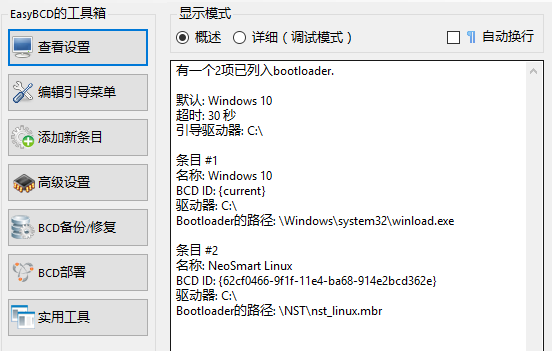 EasyBCD的工具箱
查看设置
编辑引导菜单
添加新条目
高级设置
BCD备份/修复
BCD部署
实用工具
显示模式
概述
详细（调试模式）
¶ 自动换行
有一个2项已列入bootloader.
默认: Windows 10
超时: 30 秒
引导驱动器: C:\
条目 #1
名称: Windows 10
BCD ID: {current}
驱动器: C:\
Bootloader的路径: \Windows\system32\winload.exe
条目 #2
名称: NeoSmart Linux
BCD ID: {62cf0466-9f1f-11e4-ba68-914e2bcd362e}
驱动器: C:\
Bootloader的路径: \NST\nst_linux.mbr